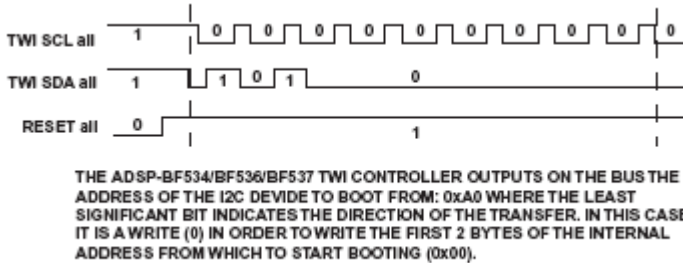 TWI SCL all 1 0 0 0 0 0 0 0 0 0
TWI SDA all 1 1 0 1 0
RESET all 0 1
THE ADSP-BF534/BF536/BF537 TWI CONTROLLER OUTPUTS ON THE BUS THE
ADDRESS OF THE I2C DEVIDE TO BOOT FROM: 0xA0 WHERE THE LEAST
SIGNIFICANT BIT INDICATES THE DIRECTION OF THE TRANSFER. IN THIS CASE
IT IS A WRITE (0) IN ORDER TO WRITE THE FIRST 2 BYTES OF THE INTERNAL
ADDRESS FROM WHICH TO START BOOTING (0x00).